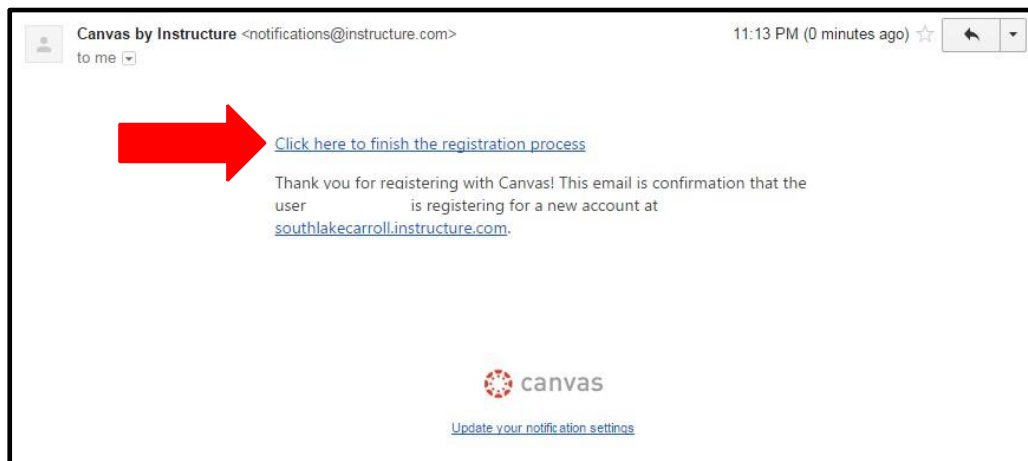 Canvas by Instructure <notifications@instructure.com> 11:13 PM (0 minutes ago)
to me
Click here to finish the registration process
Thank you for registering with Canvas! This email is confirmation that the
user is registering for a new account at
southlakecarroll.instructure.com.
canvas
Update your notification settings